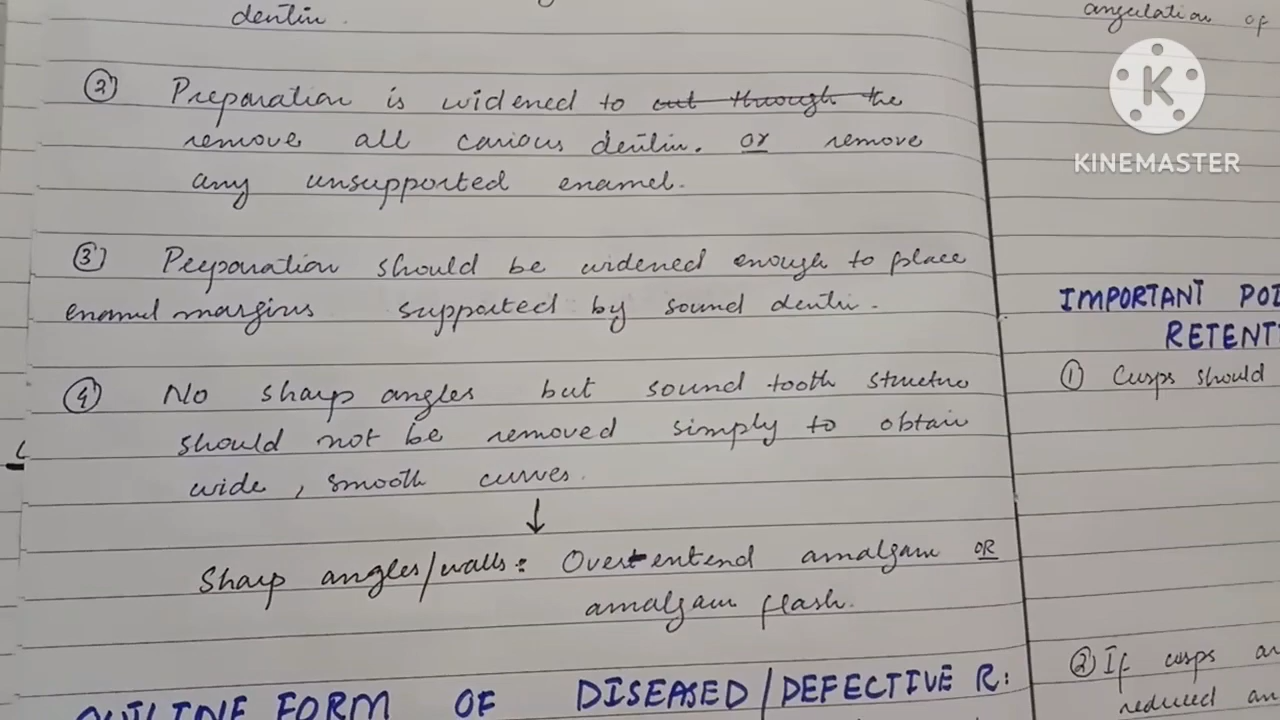 dentin.
② Preparation is widened to cut through the
remove all carious dentin. or remove
any unsupported enamel.
③ Preparation should be widened enough to place
enamel margins supported by sound dentin.
④ No sharp angles but sound tooth structure
should not be removed simply to obtain
wide, smooth curves.
↓
Sharp angles/walls: Over-extend amalgam OR
amalgam flash.
OUTLINE FORM OF DISEASED/DEFECTIVE R:
angulation of
KINEMASTER
IMPORTANT POI
RETENT
① Cusps should
② If cusps ar
reduced an